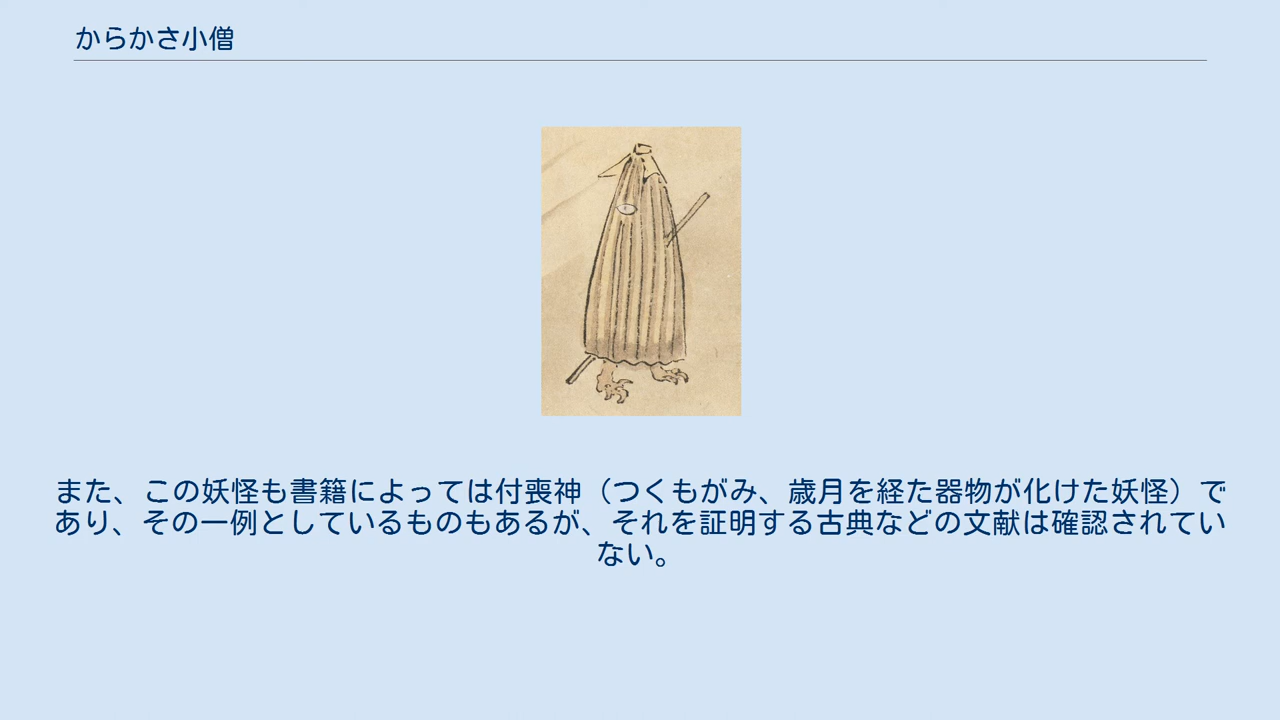 からかさ小僧
また、この妖怪も書籍によっては付喪神（つくもがみ、歳月を経た器物が化けた妖怪）で
あり、その一例としているものもあるが、それを証明する古典などの文献は確認されてい
ない。